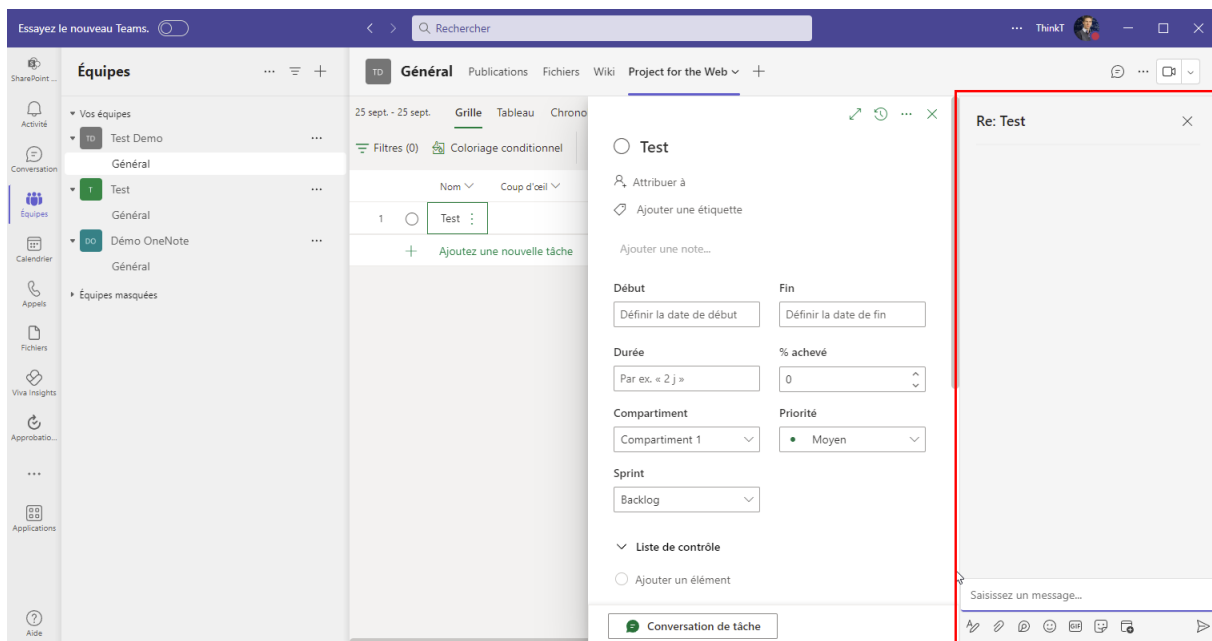 Essayez le nouveau Teams.
Rechercher
ThinkT
SharePoint ...
Activité
Conversation
Équipes
Calendrier
Appels
Fichiers
Viva Insights
Approbatio...
Applications
Aide
Équipes
Vos équipes
TD Test Demo
Général
T Test
Général
DO Démo OneNote
Général
Équipes masquées
TD Général Publications Fichiers Wiki Project for the Web
25 sept. - 25 sept. Grille Tableau Chrono
Filtres (0) Coloriage conditionnel
Nom Coup d'œil
1 Test
Ajoutez une nouvelle tâche
Test
Attribuer à
Ajouter une étiquette
Ajouter une note...
Début Fin
Définir la date de début Définir la date de fin
Durée % achevé
Par ex. « 2 j » 0
Compartiment Priorité
Compartiment 1 Moyen
Sprint
Backlog
Liste de contrôle
Ajouter un élément
Conversation de tâche
Re: Test
Saisissez un message...
GIF